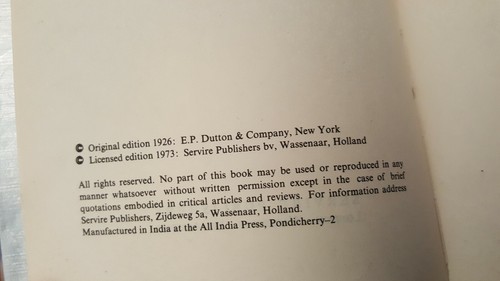 © Original edition 1926: E.P. Dutton & Company, New York
© Licensed edition 1973: Servire Publishers bv, Wassenaar, Holland
All rights reserved. No part of this book may be used or reproduced in any
manner whatsoever without written permission except in the case of brief
quotations embodied in critical articles and reviews. For information address
Servire Publishers, Zijdeweg 5a, Wassenaar, Holland.
Manufactured in India at the All India Press, Pondicherry–2